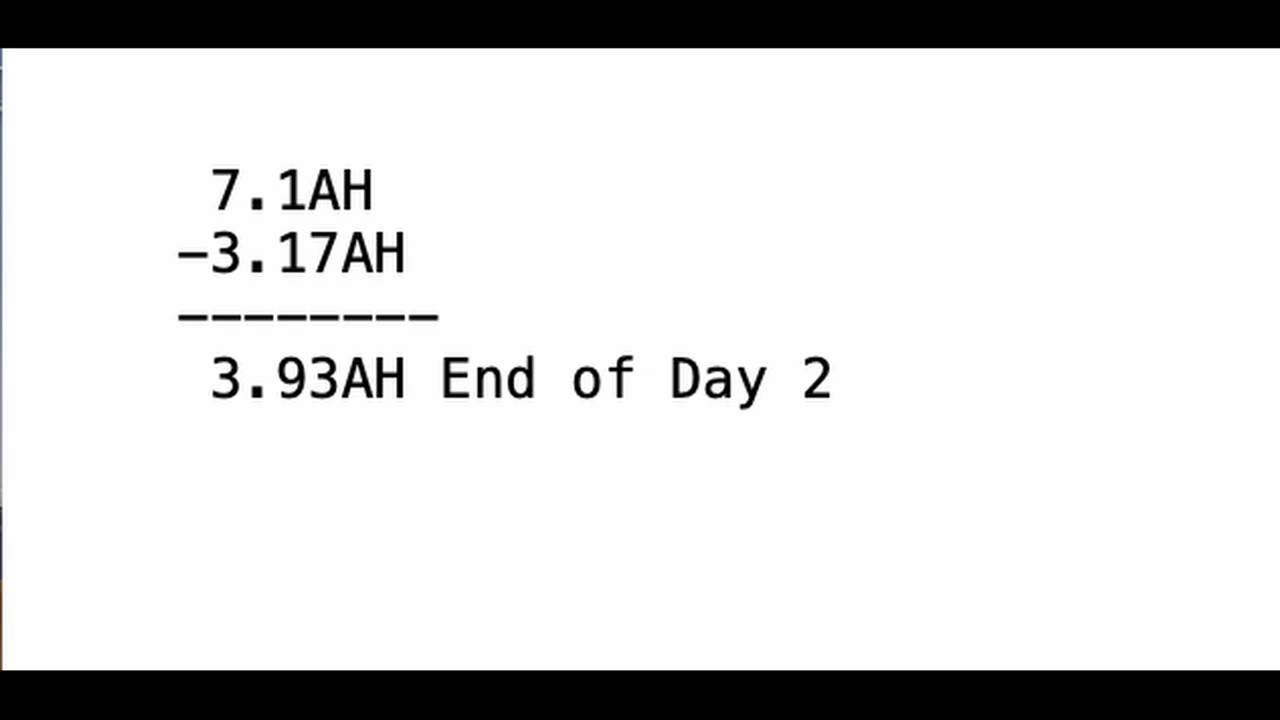 7.1AH
-3.17AH
--------
3.93AH End of Day 2